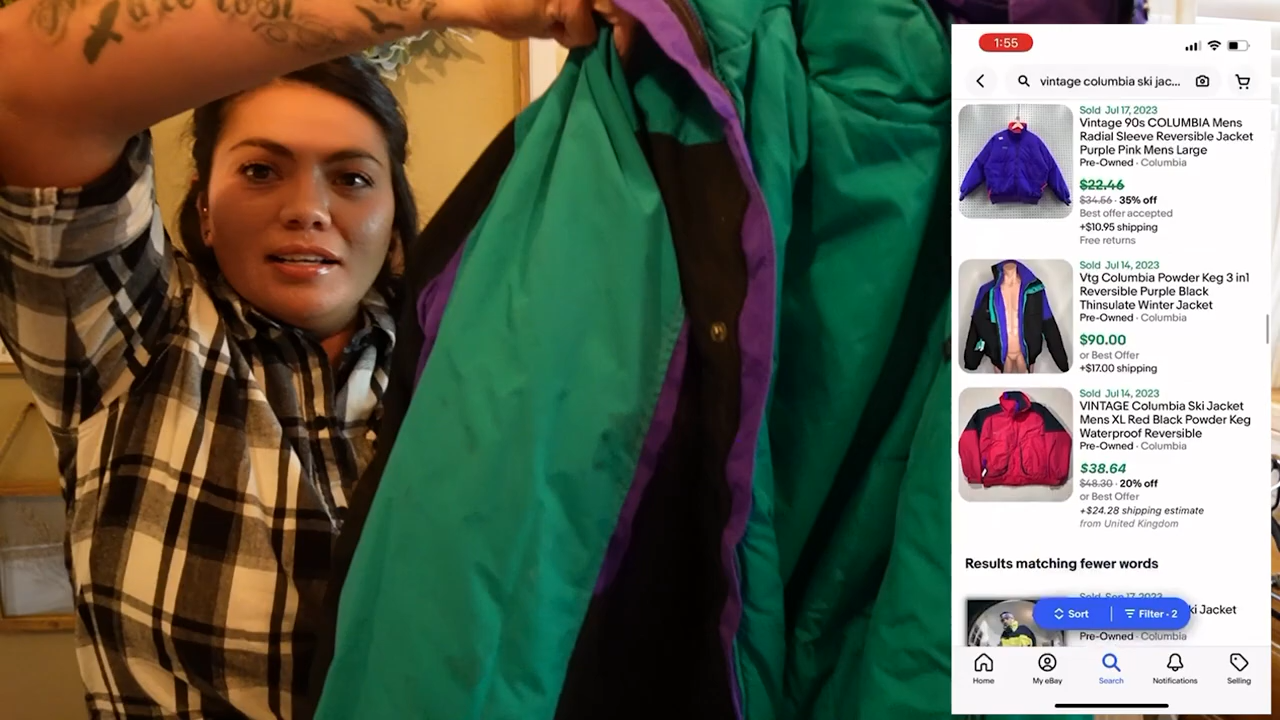 1:55
vintage columbia ski jac...
Sold Jul 17, 2023
Vintage 90s COLUMBIA Mens
Radial Sleeve Reversible Jacket
Purple Pink Mens Large
Pre-Owned · Columbia
$22.46
$34.56 · 35% off
Best offer accepted
+$10.95 shipping
Free returns
Sold Jul 14, 2023
Vtg Columbia Powder Keg 3 in1
Reversible Purple Black
Thinsulate Winter Jacket
Pre-Owned · Columbia
$90.00
or Best Offer
+$17.00 shipping
Sold Jul 14, 2023
VINTAGE Columbia Ski Jacket
Mens XL Red Black Powder Keg
Waterproof Reversible
Pre-Owned · Columbia
$38.64
$48.30 · 20% off
or Best Offer
+$24.28 shipping estimate
from United Kingdom
Results matching fewer words
ki Jacket
Sort
Filter · 2
Pre-Owned · Columbia
Home
My eBay
Search
Notifications
Selling